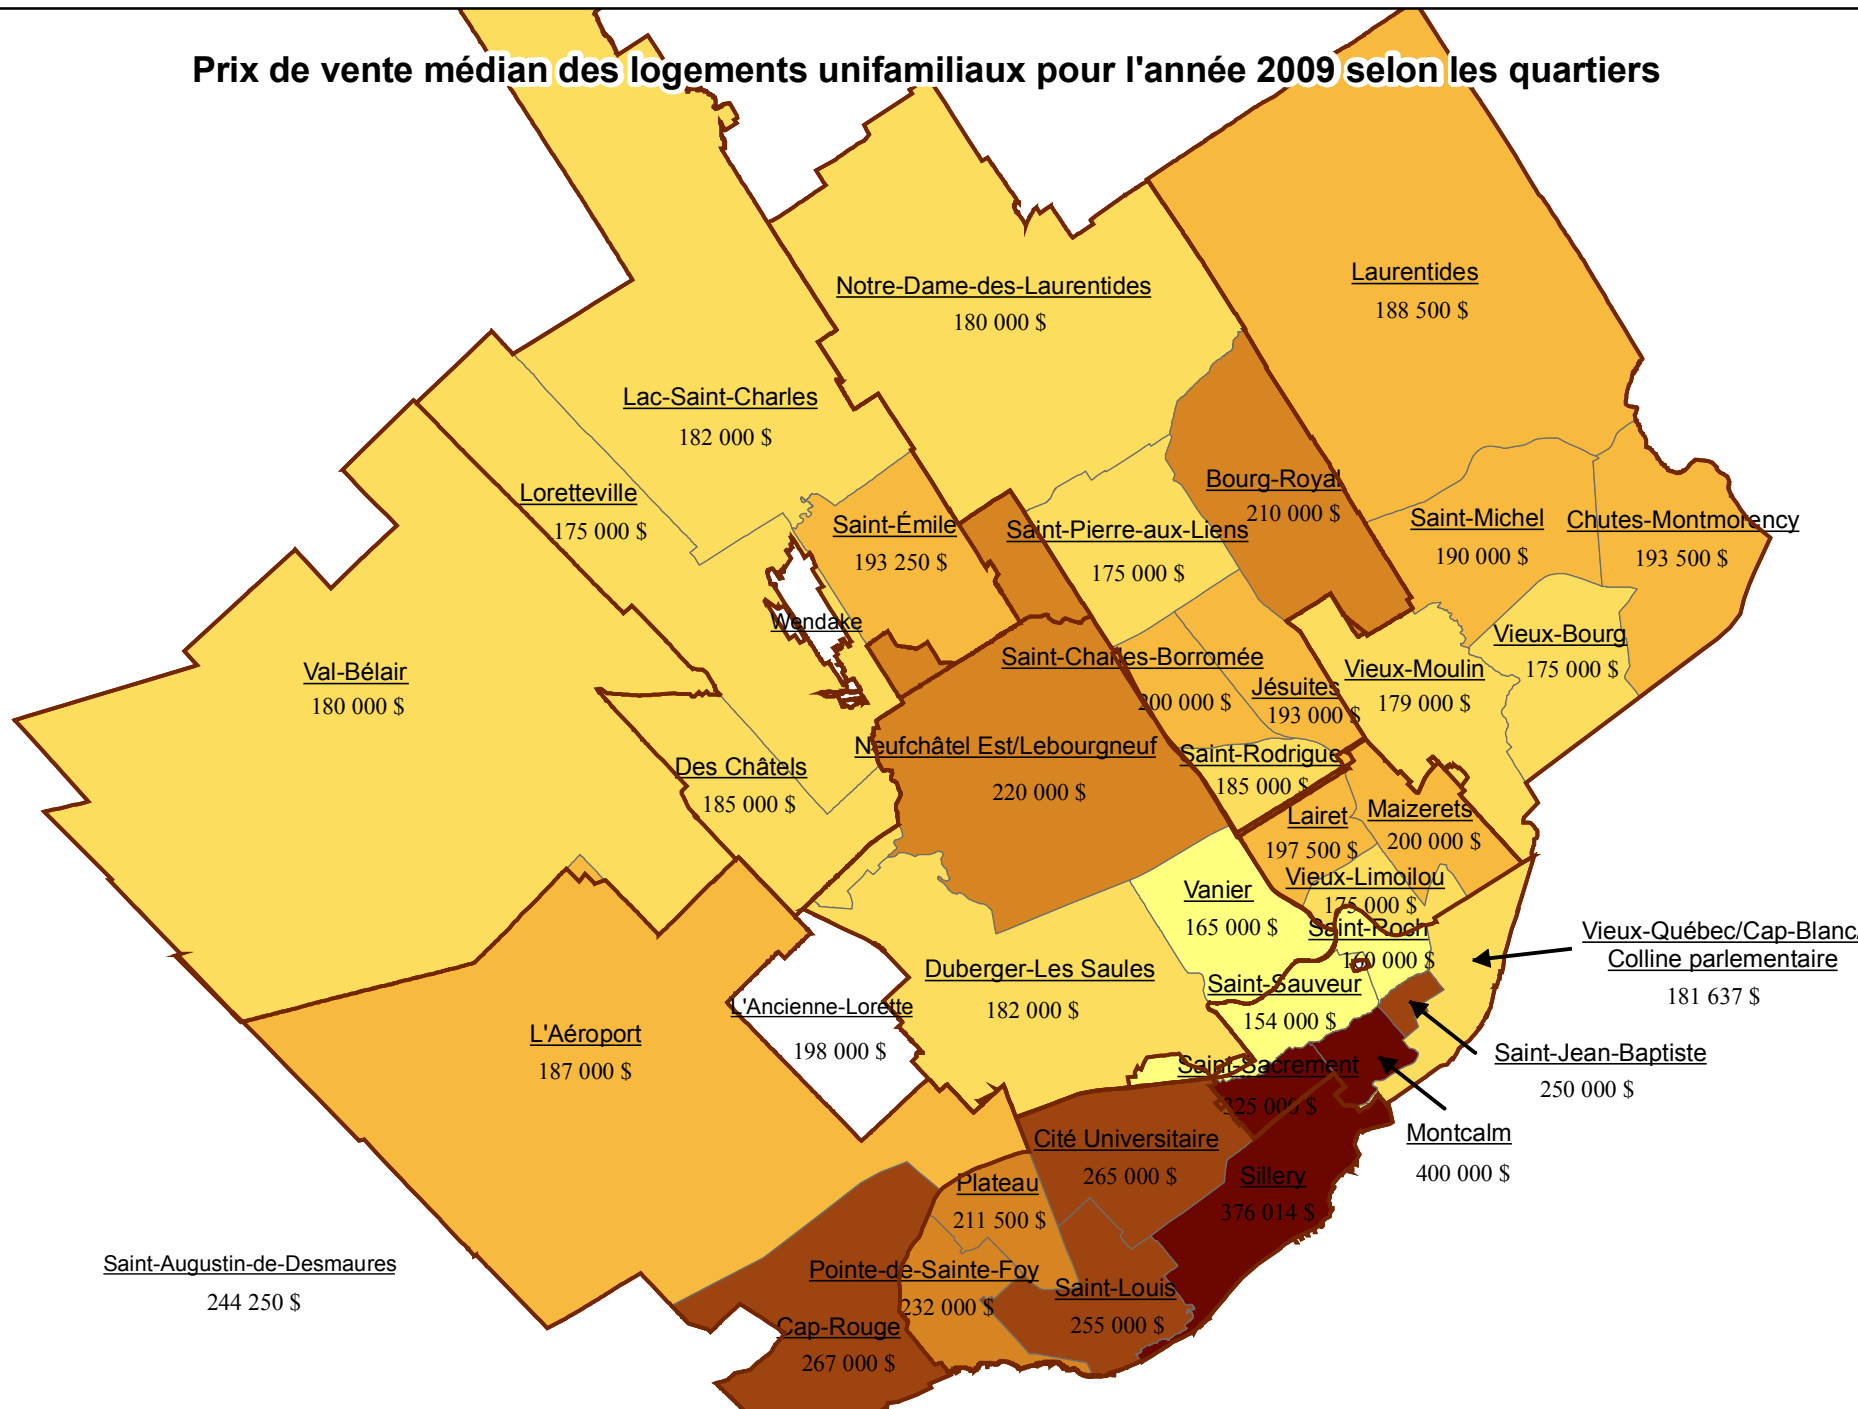 Prix de vente médian des logements unifamiliaux pour l'année 2009 selon les quartiers
Laurentides
188 500 $
Notre-Dame-des-Laurentides
180 000 $
Lac-Saint-Charles
182 000 $
Loretteville
175 000 $
Saint-Émile
193 250 $
Saint-Pierre-aux-Liens
175 000 $
Bourg-Royal
210 000 $
Saint-Michel
190 000 $
Chutes-Montmorency
193 500 $
Wendake
Val-Bélair
180 000 $
Saint-Charles-Borromée
200 000 $
Jésuites
193 000 $
Vieux-Moulin
179 000 $
Vieux-Bourg
175 000 $
Neufchâtel Est/Lebourgneuf
220 000 $
Des Châtels
185 000 $
Saint-Rodrigue
185 000 $
Lairet
197 500 $
Maizerets
200 000 $
Vieux-Limoilou
175 000 $
Vanier
165 000 $
Saint-Roch
160 000 $
Vieux-Québec/Cap-Blanc/
Colline parlementaire
181 637 $
Duberger-Les Saules
182 000 $
Saint-Sauveur
154 000 $
L'Ancienne-Lorette
198 000 $
L'Aéroport
187 000 $
Saint-Jean-Baptiste
250 000 $
Saint-Sacrement
325 000 $
Montcalm
400 000 $
Cité Universitaire
265 000 $
Sillery
376 014 $
Plateau
211 500 $
Pointe-de-Sainte-Foy
232 000 $
Saint-Louis
255 000 $
Cap-Rouge
267 000 $
Saint-Augustin-de-Desmaures
244 250 $